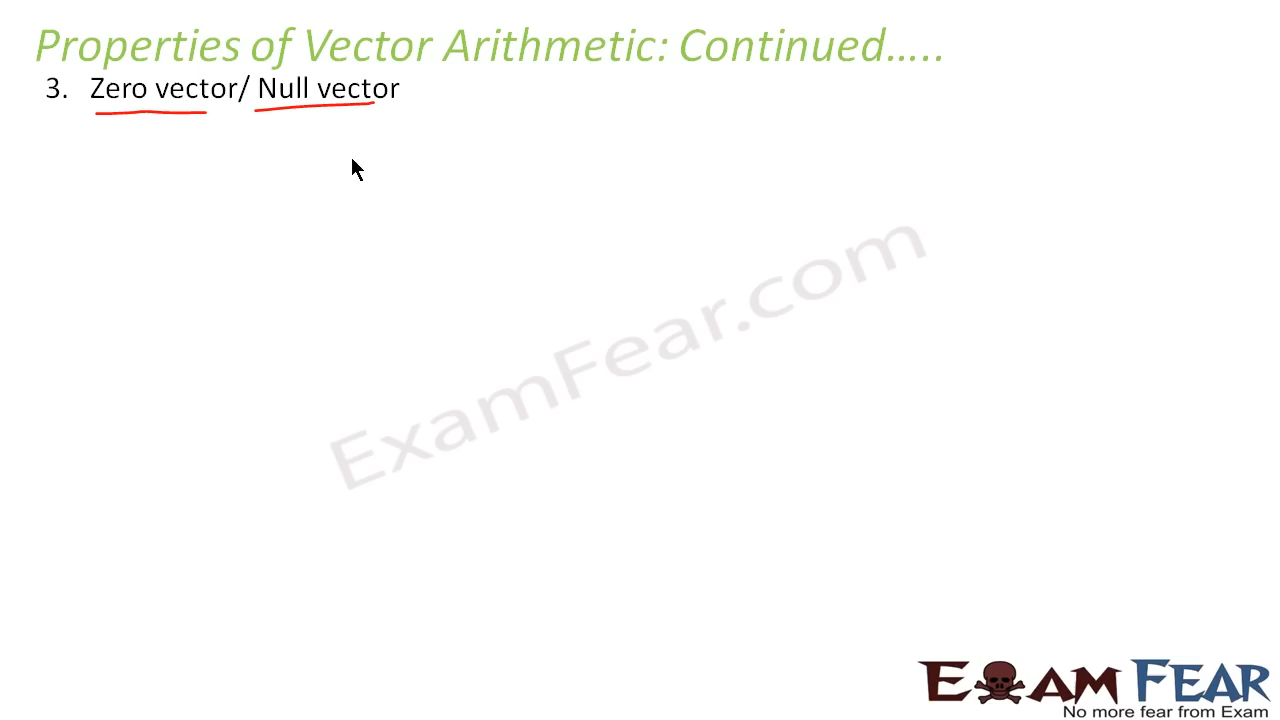 Properties of Vector Arithmetic: Continued…..
3. Zero vector/ Null vector
ExamFear.com
EXAM FEAR
No more fear from Exam